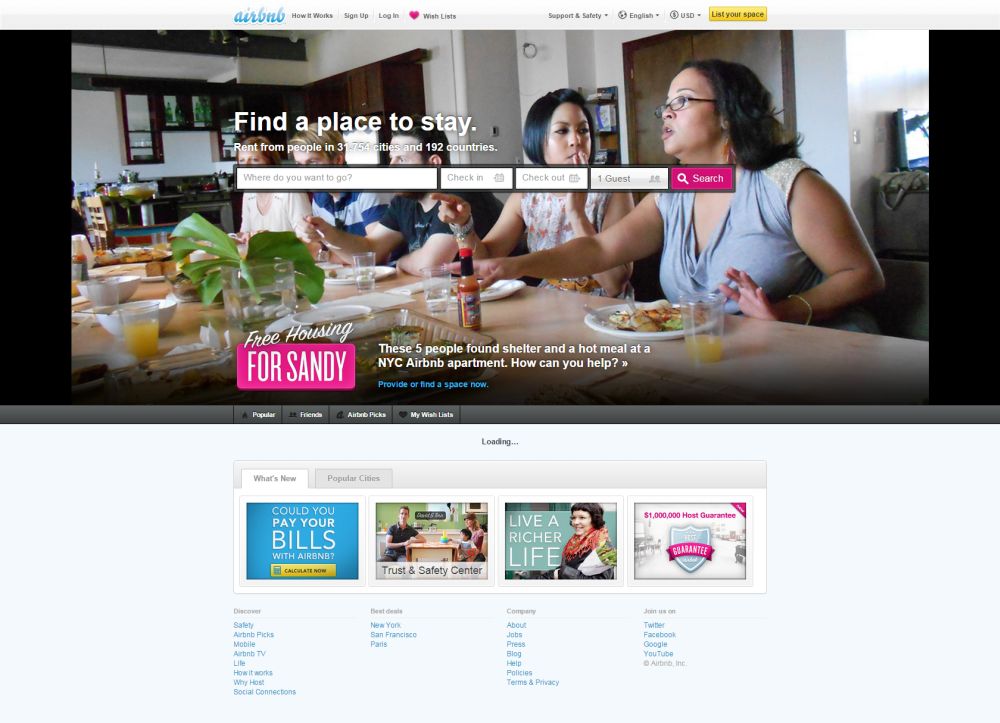 airbnb How it Works Sign Up Log In Wish Lists Support & Safety English $ USD List your space
Find a place to stay.
Rent from people in 31,754 cities and 192 countries.
Where do you want to go? Check in Check out 1 Guest Search
Free Housing
FOR SANDY
These 5 people found shelter and a hot meal at a
NYC Airbnb apartment. How can you help? »
Provide or find a space now.
Popular Friends Airbnb Picks My Wish Lists
Loading...
What's New Popular Cities
COULD YOU
PAY YOUR
BILLS
WITH AIRBNB?
CALCULATE NOW
David & Ben
Trust & Safety Center
LIVE A
RICHER
LIFE
$1,000,000 Host Guarantee
GUARANTEE
airbnb
Discover
Safety
Airbnb Picks
Mobile
Airbnb TV
Life
How it works
Why Host
Social Connections
Best deals
New York
San Francisco
Paris
Company
About
Jobs
Press
Blog
Help
Policies
Terms & Privacy
Join us on
Twitter
Facebook
Google
YouTube
© Airbnb, Inc.